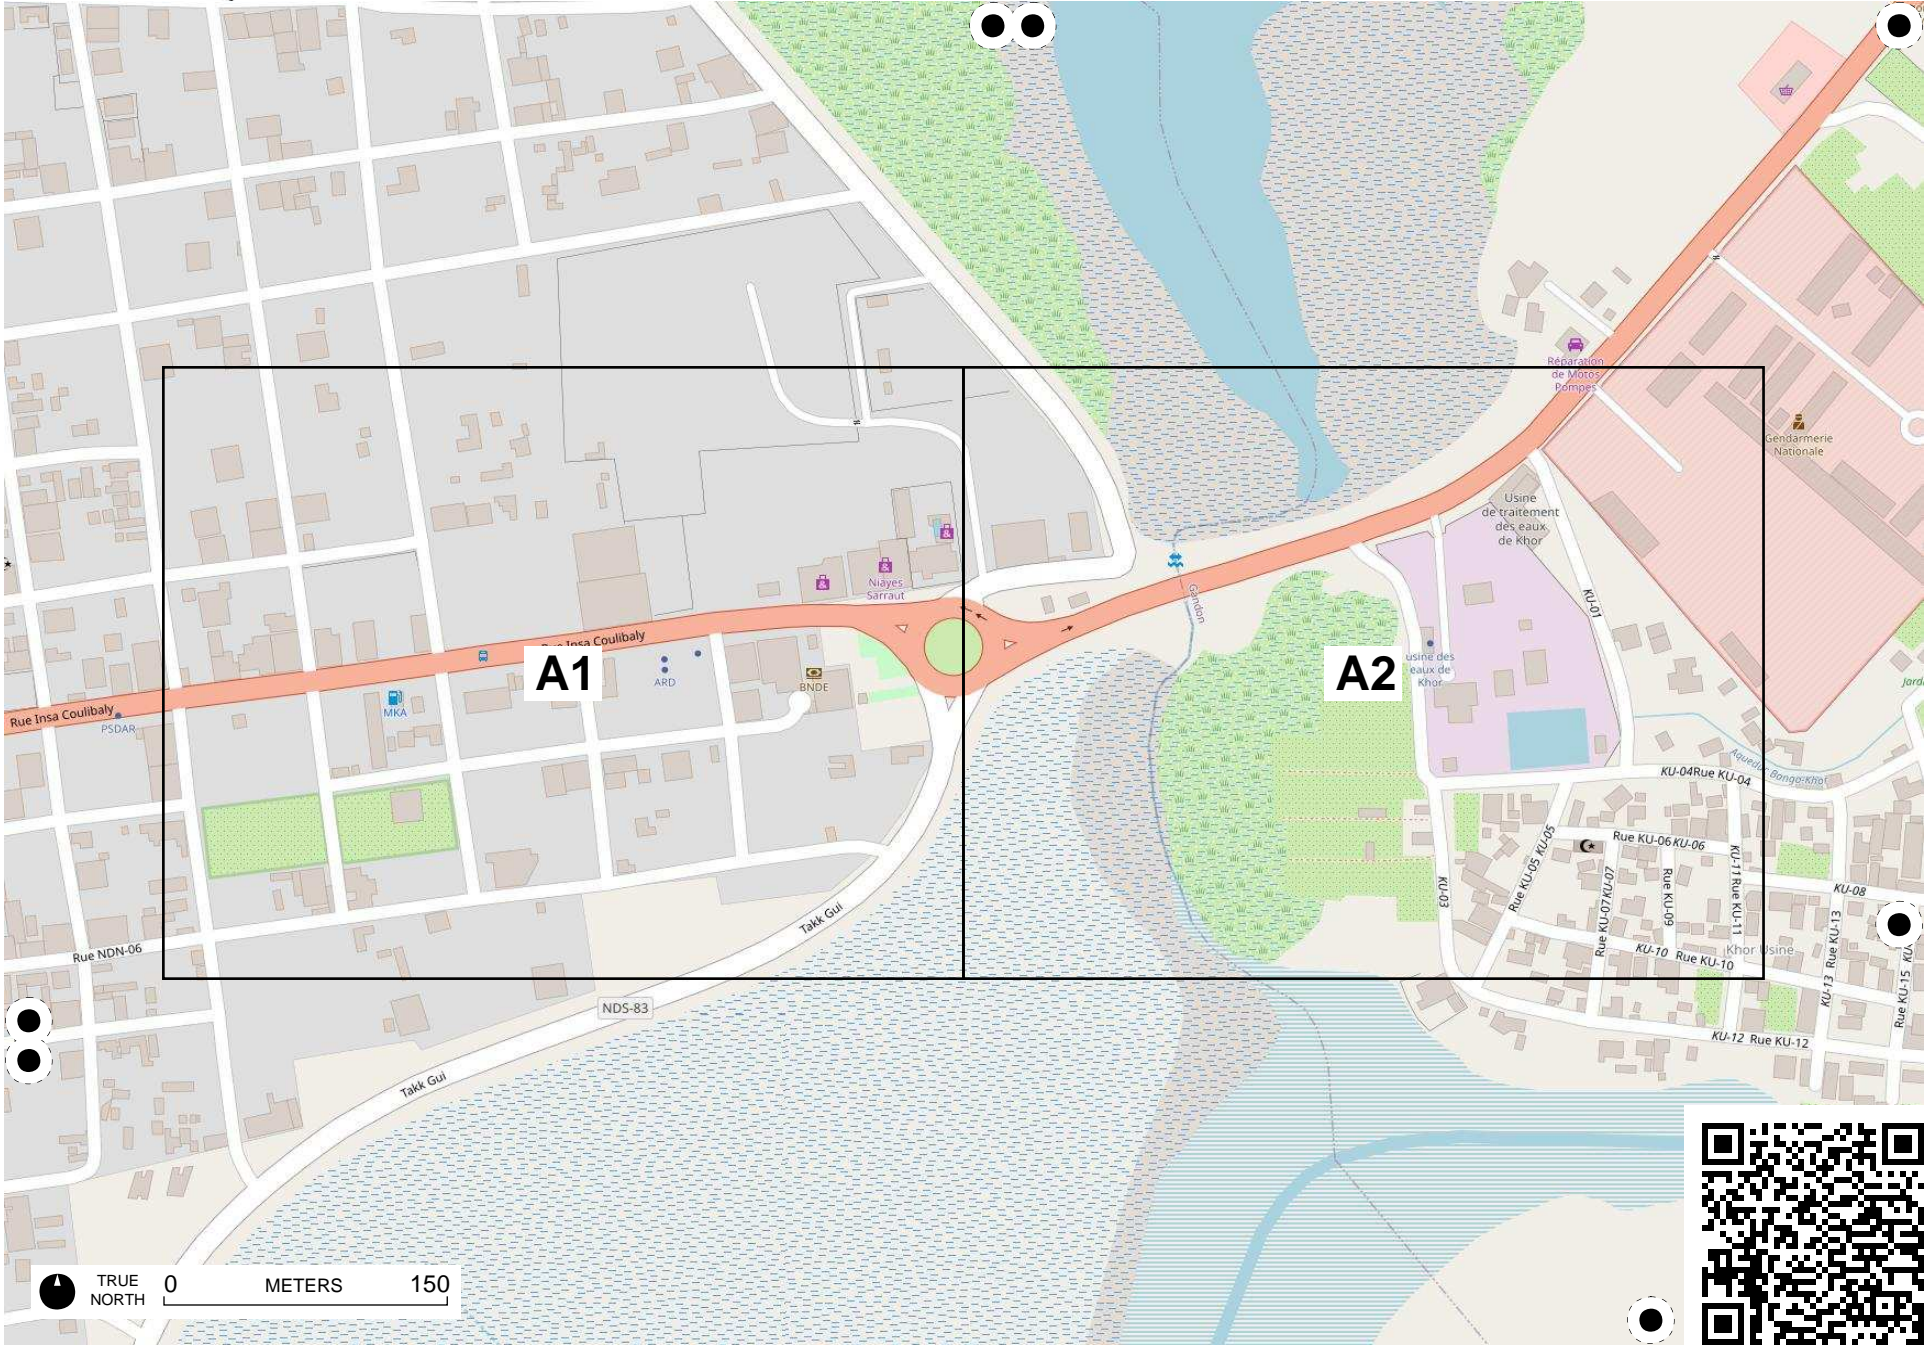 Réparation
de Motos
Pompes
Gendarmerie
Nationale
Usine
de traitement
des eaux
de Khor
Niayes
Sarraut
Gandon
KU-01
Rue Insa Coulibaly
A1
A2
ARD
BNDE
usine des
eaux de
Khor
MKA
Rue Insa Coulibaly
PSDAR
KU-04 Rue KU-04
Aqueduc Bango-Khor
Rue KU-05 KU-05
Rue KU-06 KU-06
Rue KU-07 KU-07
Rue KU-09
KU-11 Rue KU-11
KU-08
KU-03
Takk Gui
Rue NDN-06
KU-10 Rue KU-10
Khor Usine
KU-13 Rue KU-13
Rue KU-15
NDS-83
KU-12 Rue KU-12
Takk Gui
TRUE
NORTH
0 METERS 150